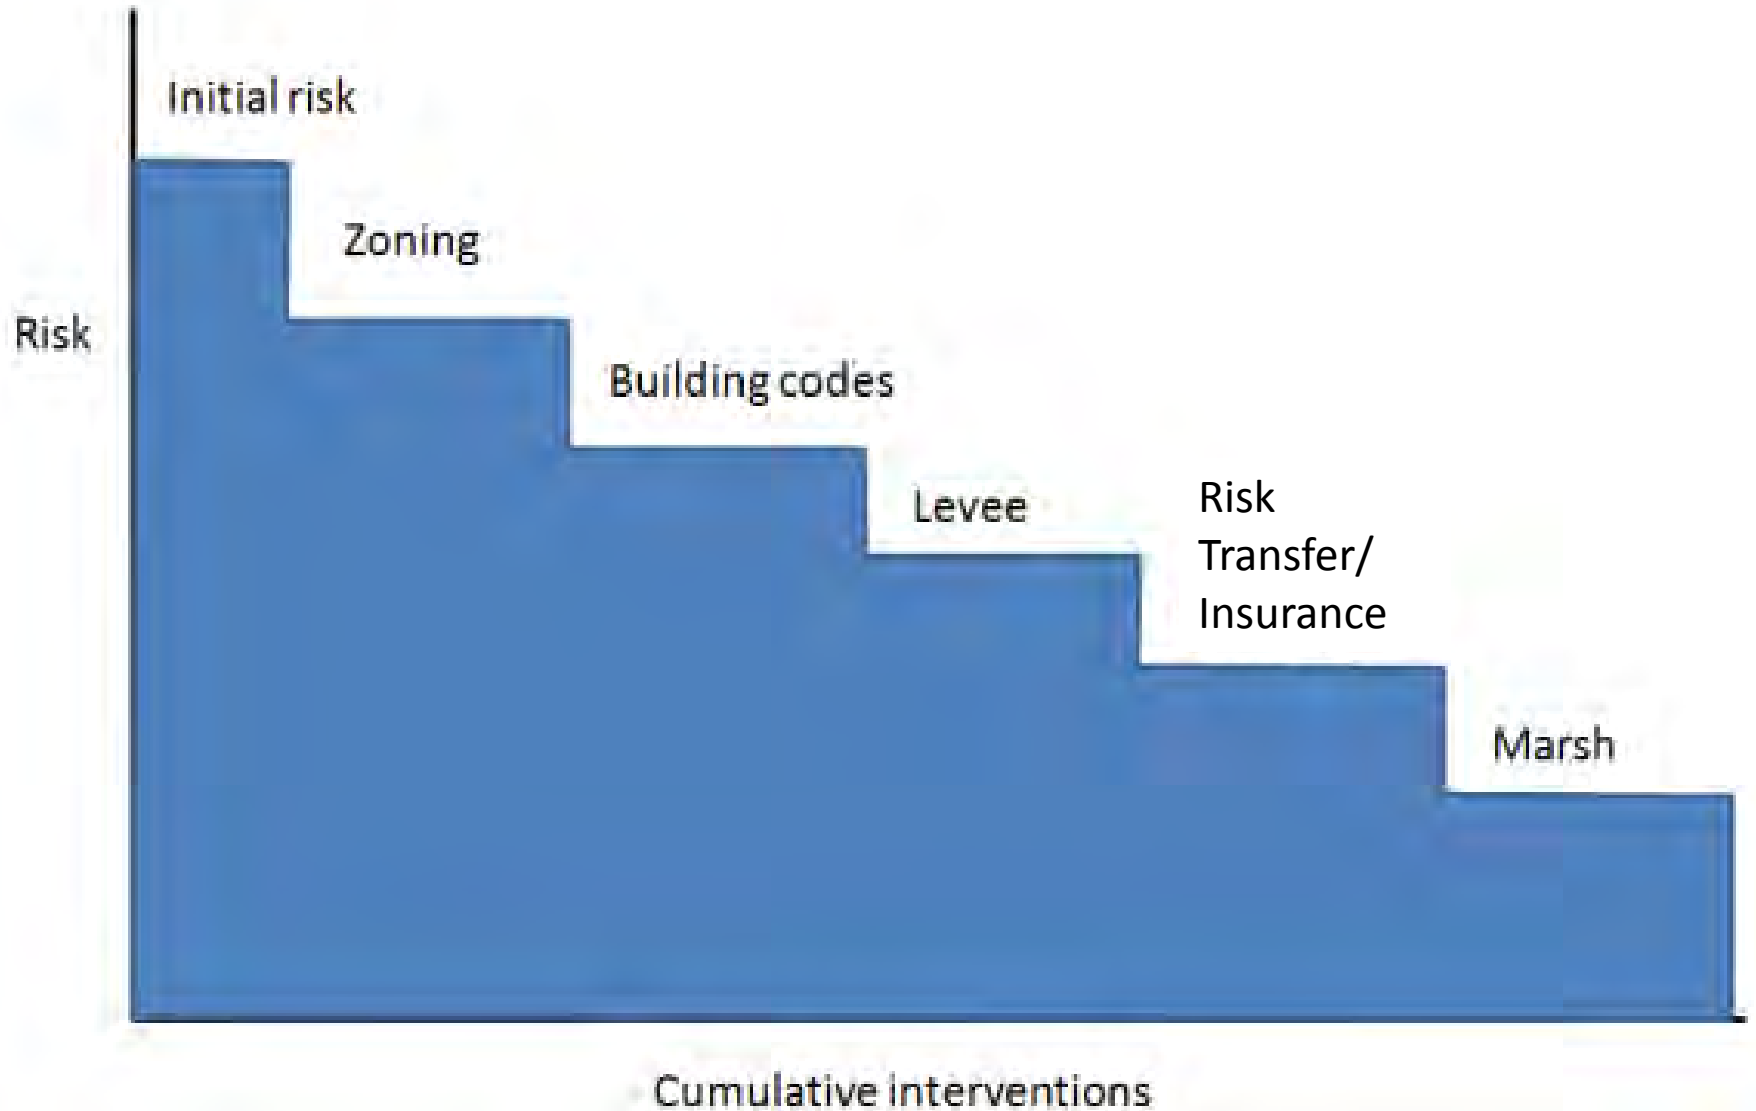 Initial risk
Zoning
Risk
Building codes
Levee
Risk
Transfer/
Insurance
Marsh
Cumulative interventions